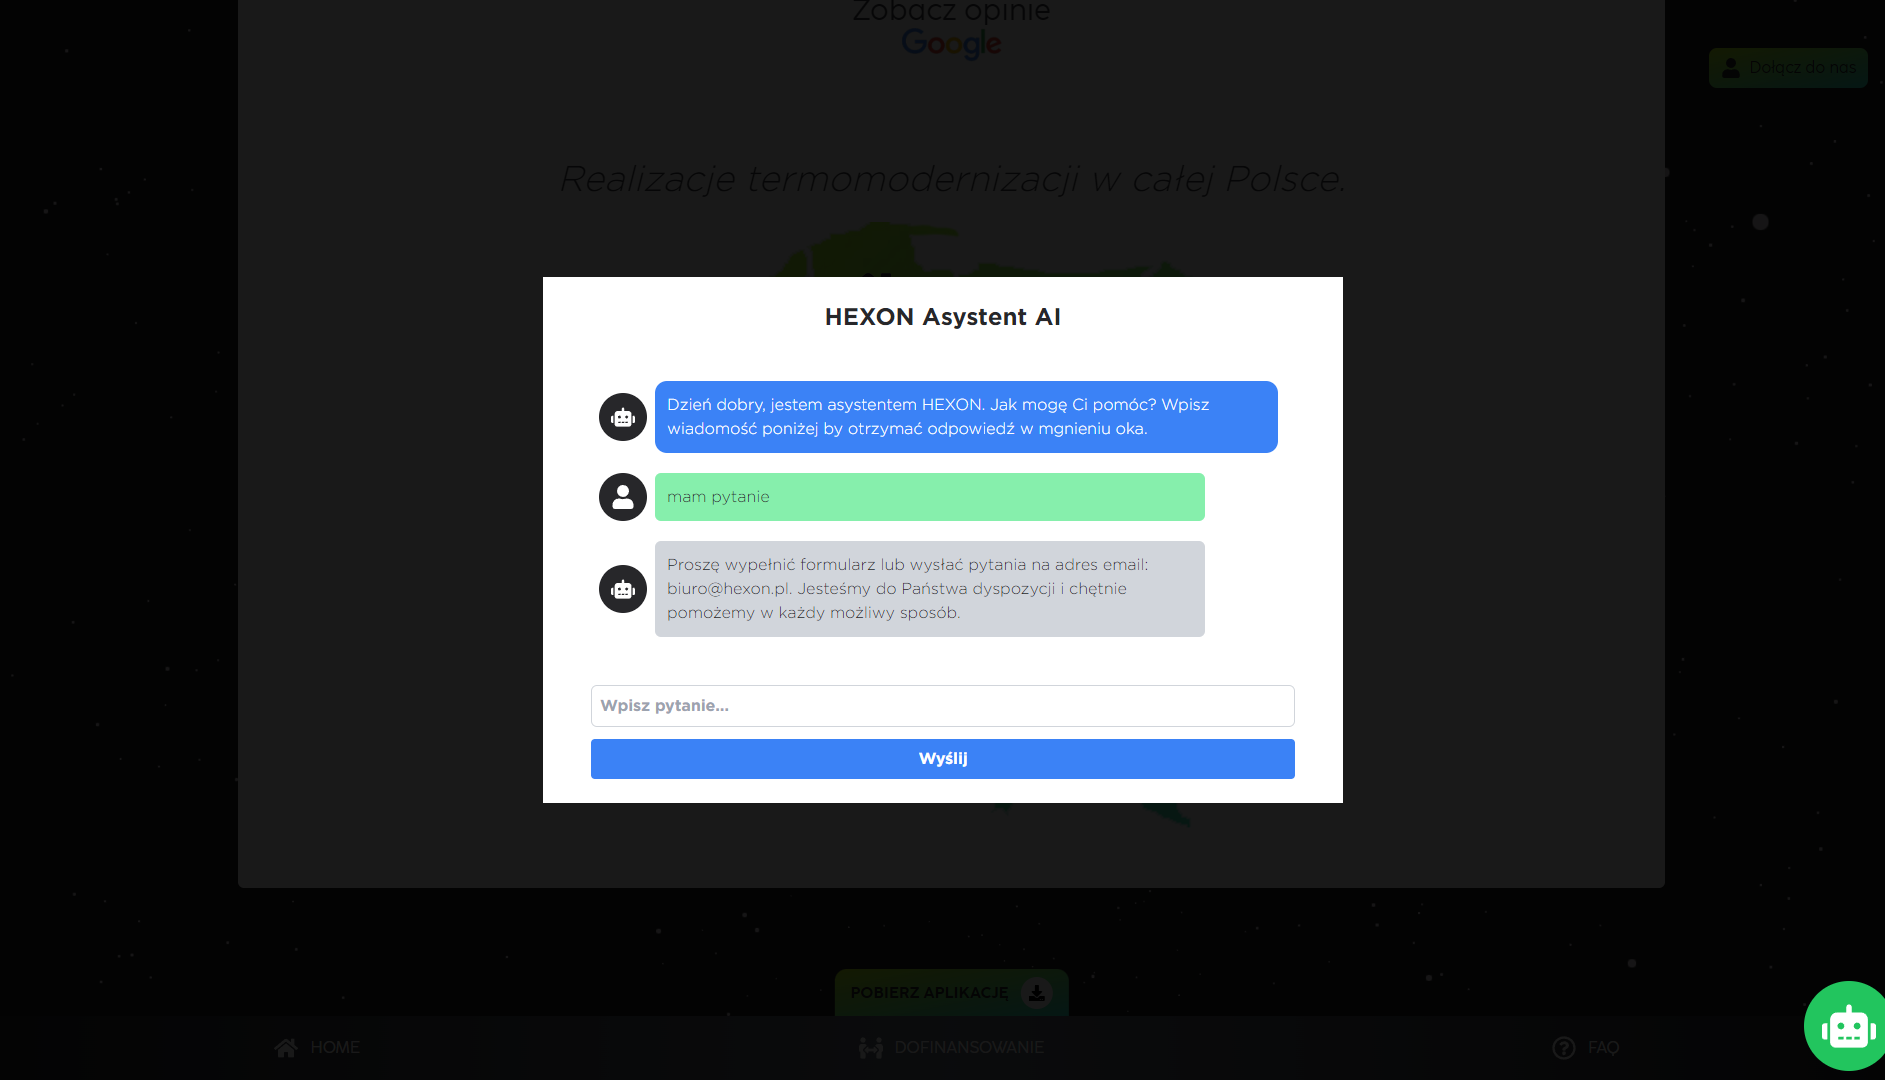 Zobacz opinie
Google
Dołącz do nas
Realizacje termomodernizacji w całej Polsce.
HEXON Asystent AI
Dzień dobry, jestem asystentem HEXON. Jak mogę Ci pomóc? Wpisz
wiadomość poniżej by otrzymać odpowiedź w mgnieniu oka.
mam pytanie
Proszę wypełnić formularz lub wysłać pytania na adres email:
biuro@hexon.pl. Jesteśmy do Państwa dyspozycji i chętnie
pomożemy w każdy możliwy sposób.
Wpisz pytanie...
Wyślij
POBIERZ APLIKACJĘ
HOME
DOFINANSOWANIE
FAQ